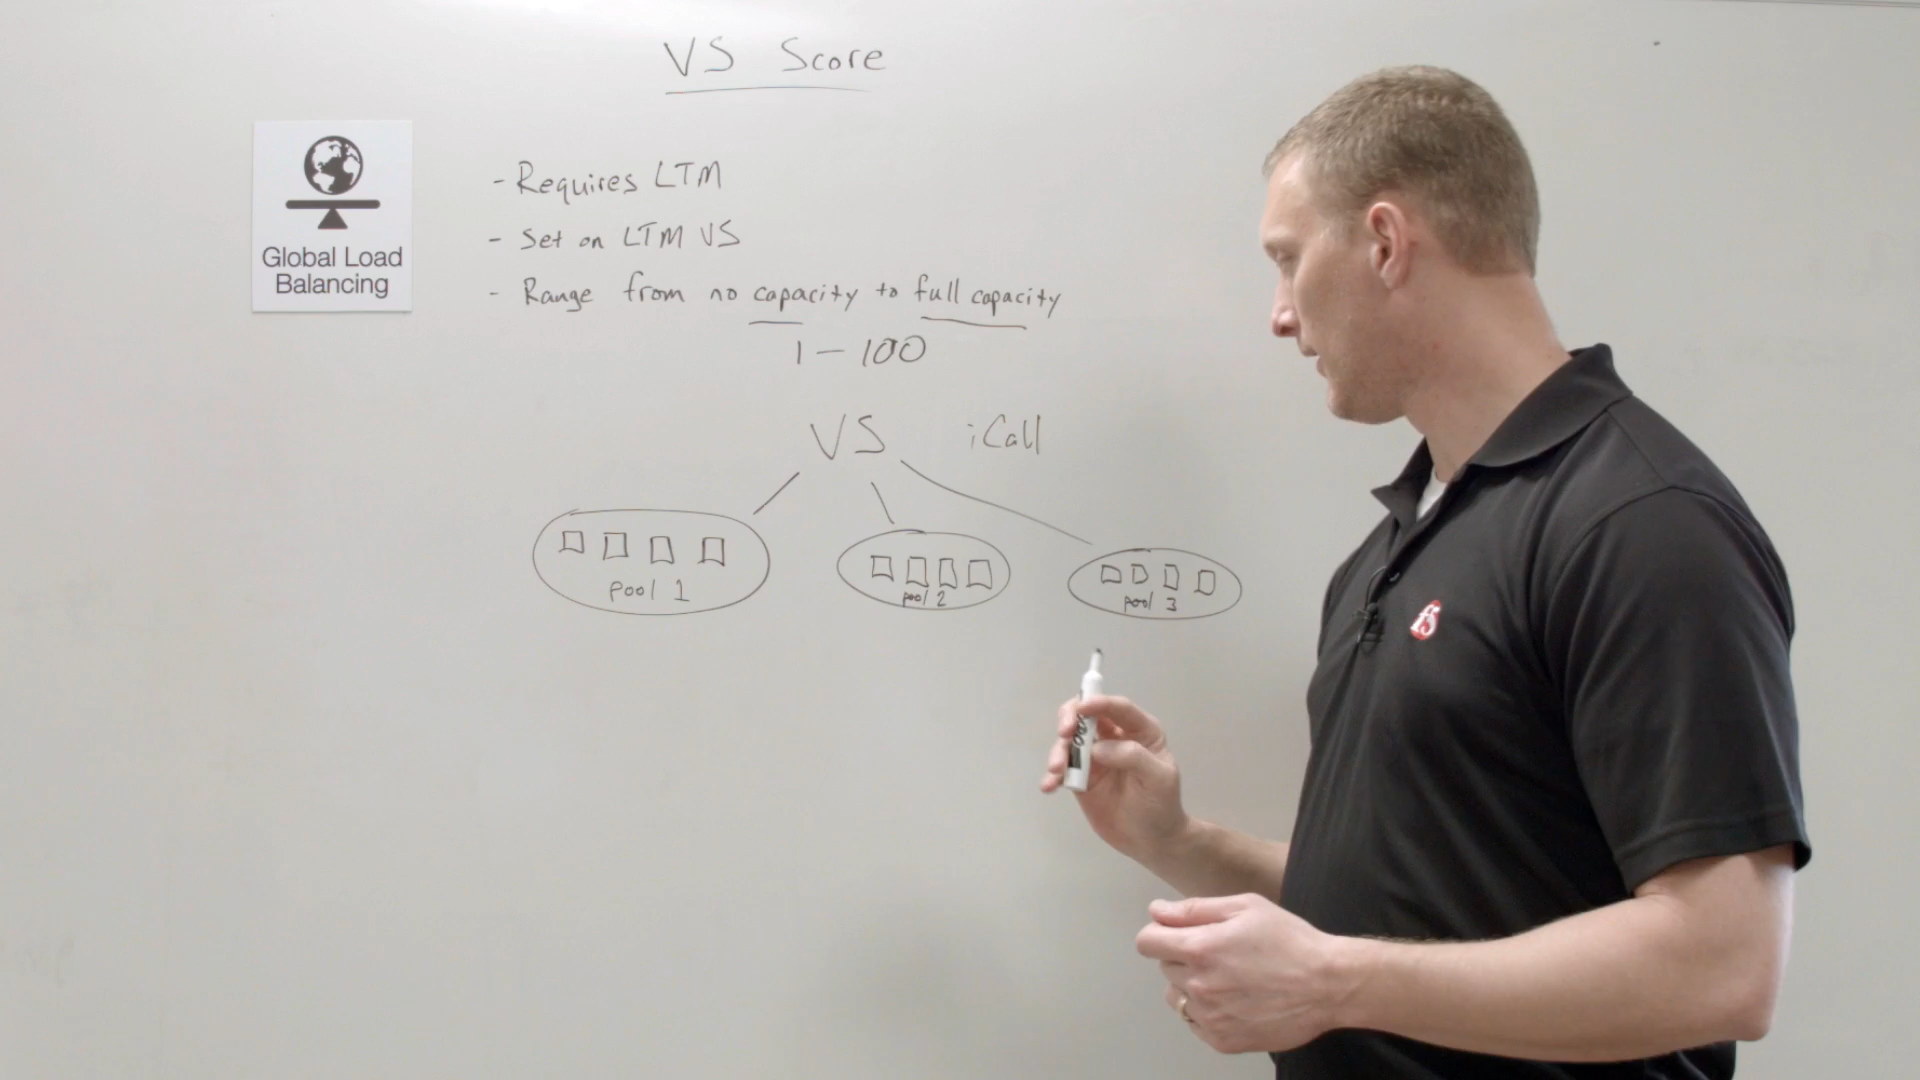 VS Score
Global Load
Balancing
- Requires LTM
- Set on LTM VS
- Range from no capacity to full capacity
1 - 100
VS iCall
pool 1
pool 2
pool 3
f5